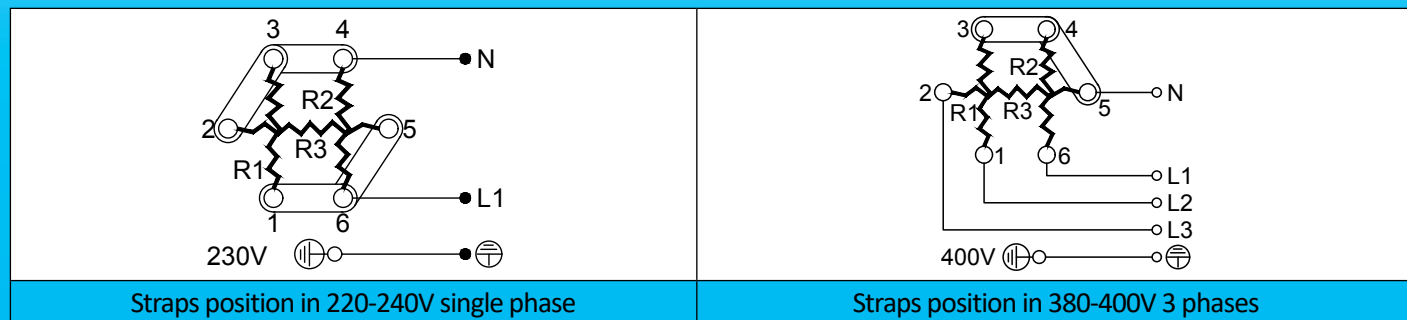 3 4
N
R2
2 5
R3
R1
L1
1 6
230V
Straps position in 220-240V single phase
3 4
R2
2 N
R1 R3 5
1 6
L1
L2
L3
400V
Straps position in 380-400V 3 phases